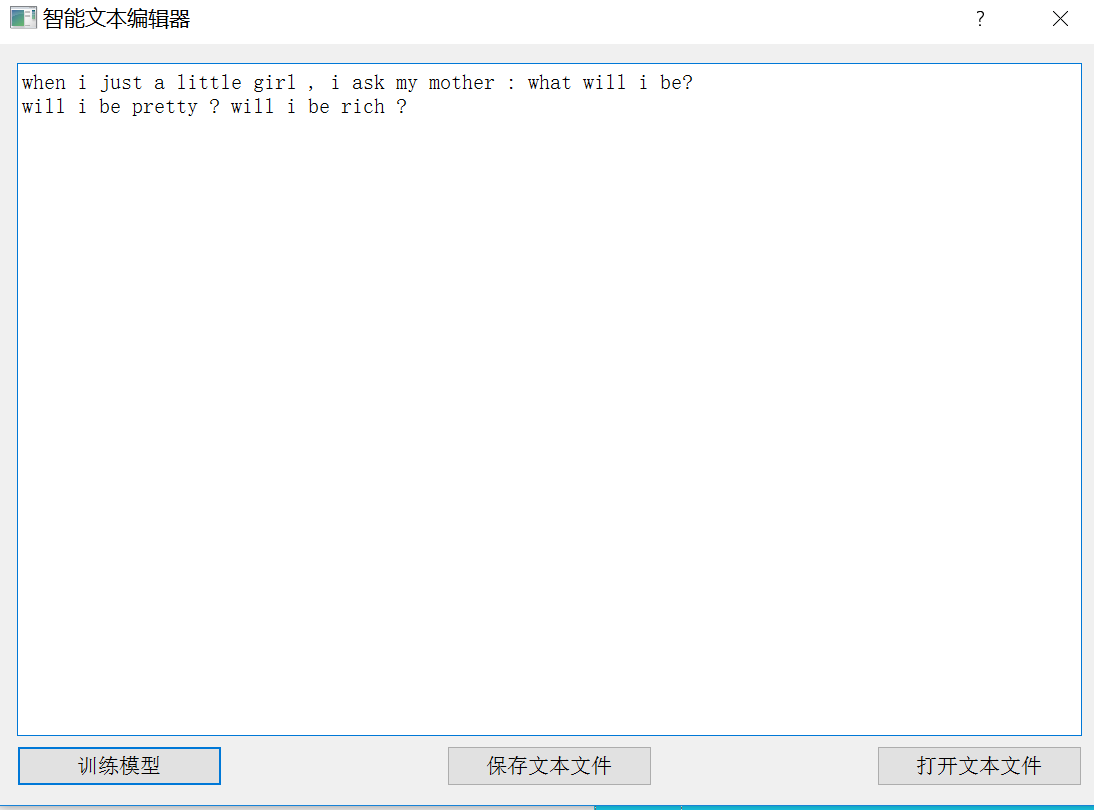 智能文本编辑器
when i just a little girl , i ask my mother : what will i be?
will i be pretty ? will i be rich ?
训练模型
保存文本文件
打开文本文件